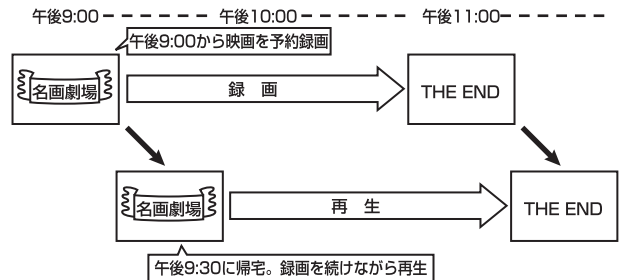 午後9:00 午後10:00 午後11:00
午後9:00から映画を予約録画
名画劇場
録 画
THE END
名画劇場
再 生
THE END
午後9:30に帰宅。録画を続けながら再生